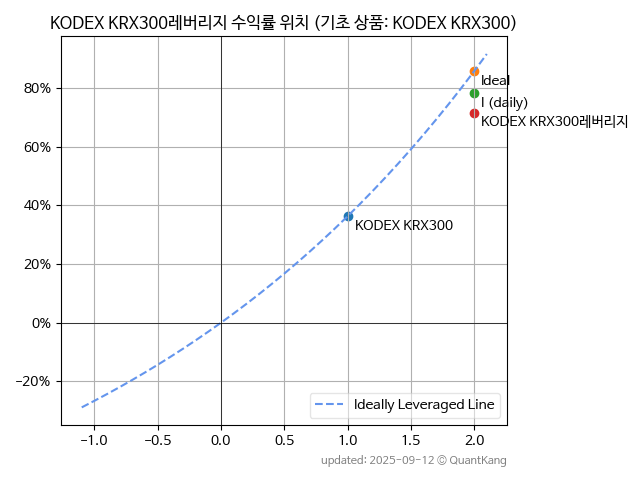 KODEX KRX300레버리지 수익률 위치 (기초 상품: KODEX KRX300)
80%
60%
40%
20%
0%
−20%
Ideal
I (daily)
KODEX KRX300레버리지
KODEX KRX300
Ideally Leveraged Line
−1.0 −0.5 0.0 0.5 1.0 1.5 2.0
updated: 2025-09-12 © QuantKang